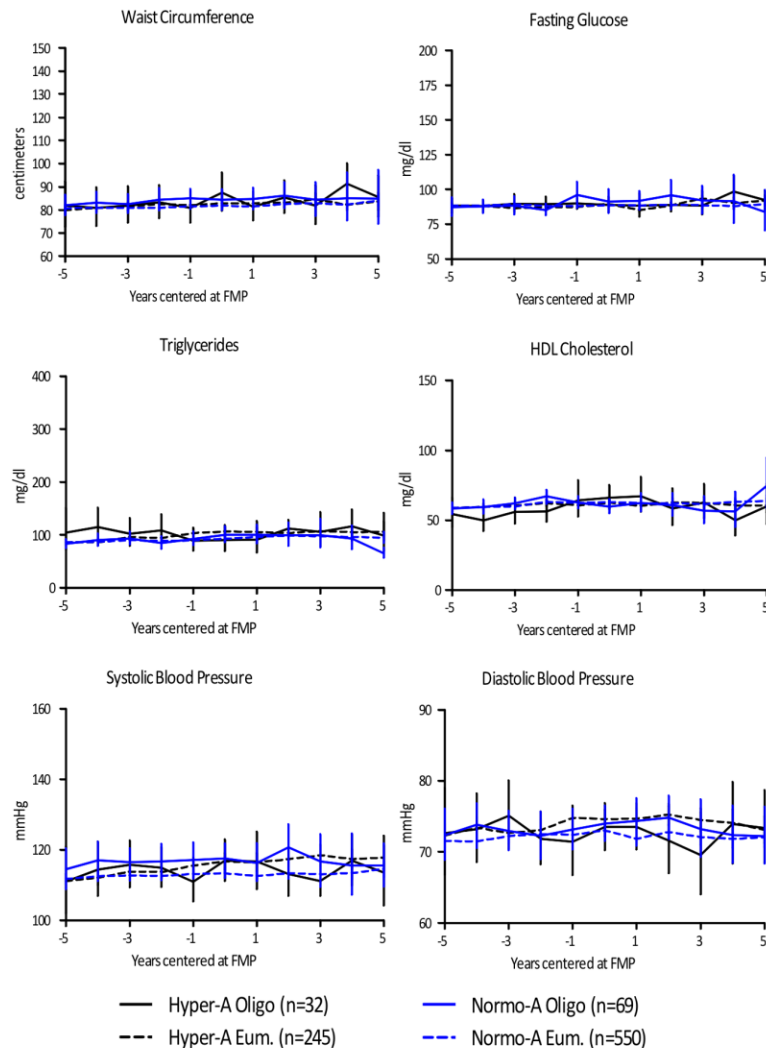 Waist Circumference
150
140
130
120
110
100
90
80
70
60
centimeters
-5 -3 -1 1 3 5
Years centered at FMP
Fasting Glucose
200
175
150
125
100
75
50
mg/dl
-5 -3 -1 1 3 5
Years centered at FMP
Triglycerides
400
300
200
100
0
mg/dl
-5 -3 -1 1 3 5
Years centered at FMP
HDL Cholesterol
150
100
50
0
mg/dl
-5 -3 -1 1 3 5
Years centered at FMP
Systolic Blood Pressure
160
140
120
100
mmHg
-5 -3 -1 1 3 5
Years centered at FMP
Diastolic Blood Pressure
90
80
70
60
mmHg
-5 -3 -1 1 3 5
Years centered at FMP
Hyper-A Oligo (n=32)
Normo-A Oligo (n=69)
Hyper-A Eum. (n=245)
Normo-A Eum. (n=550)